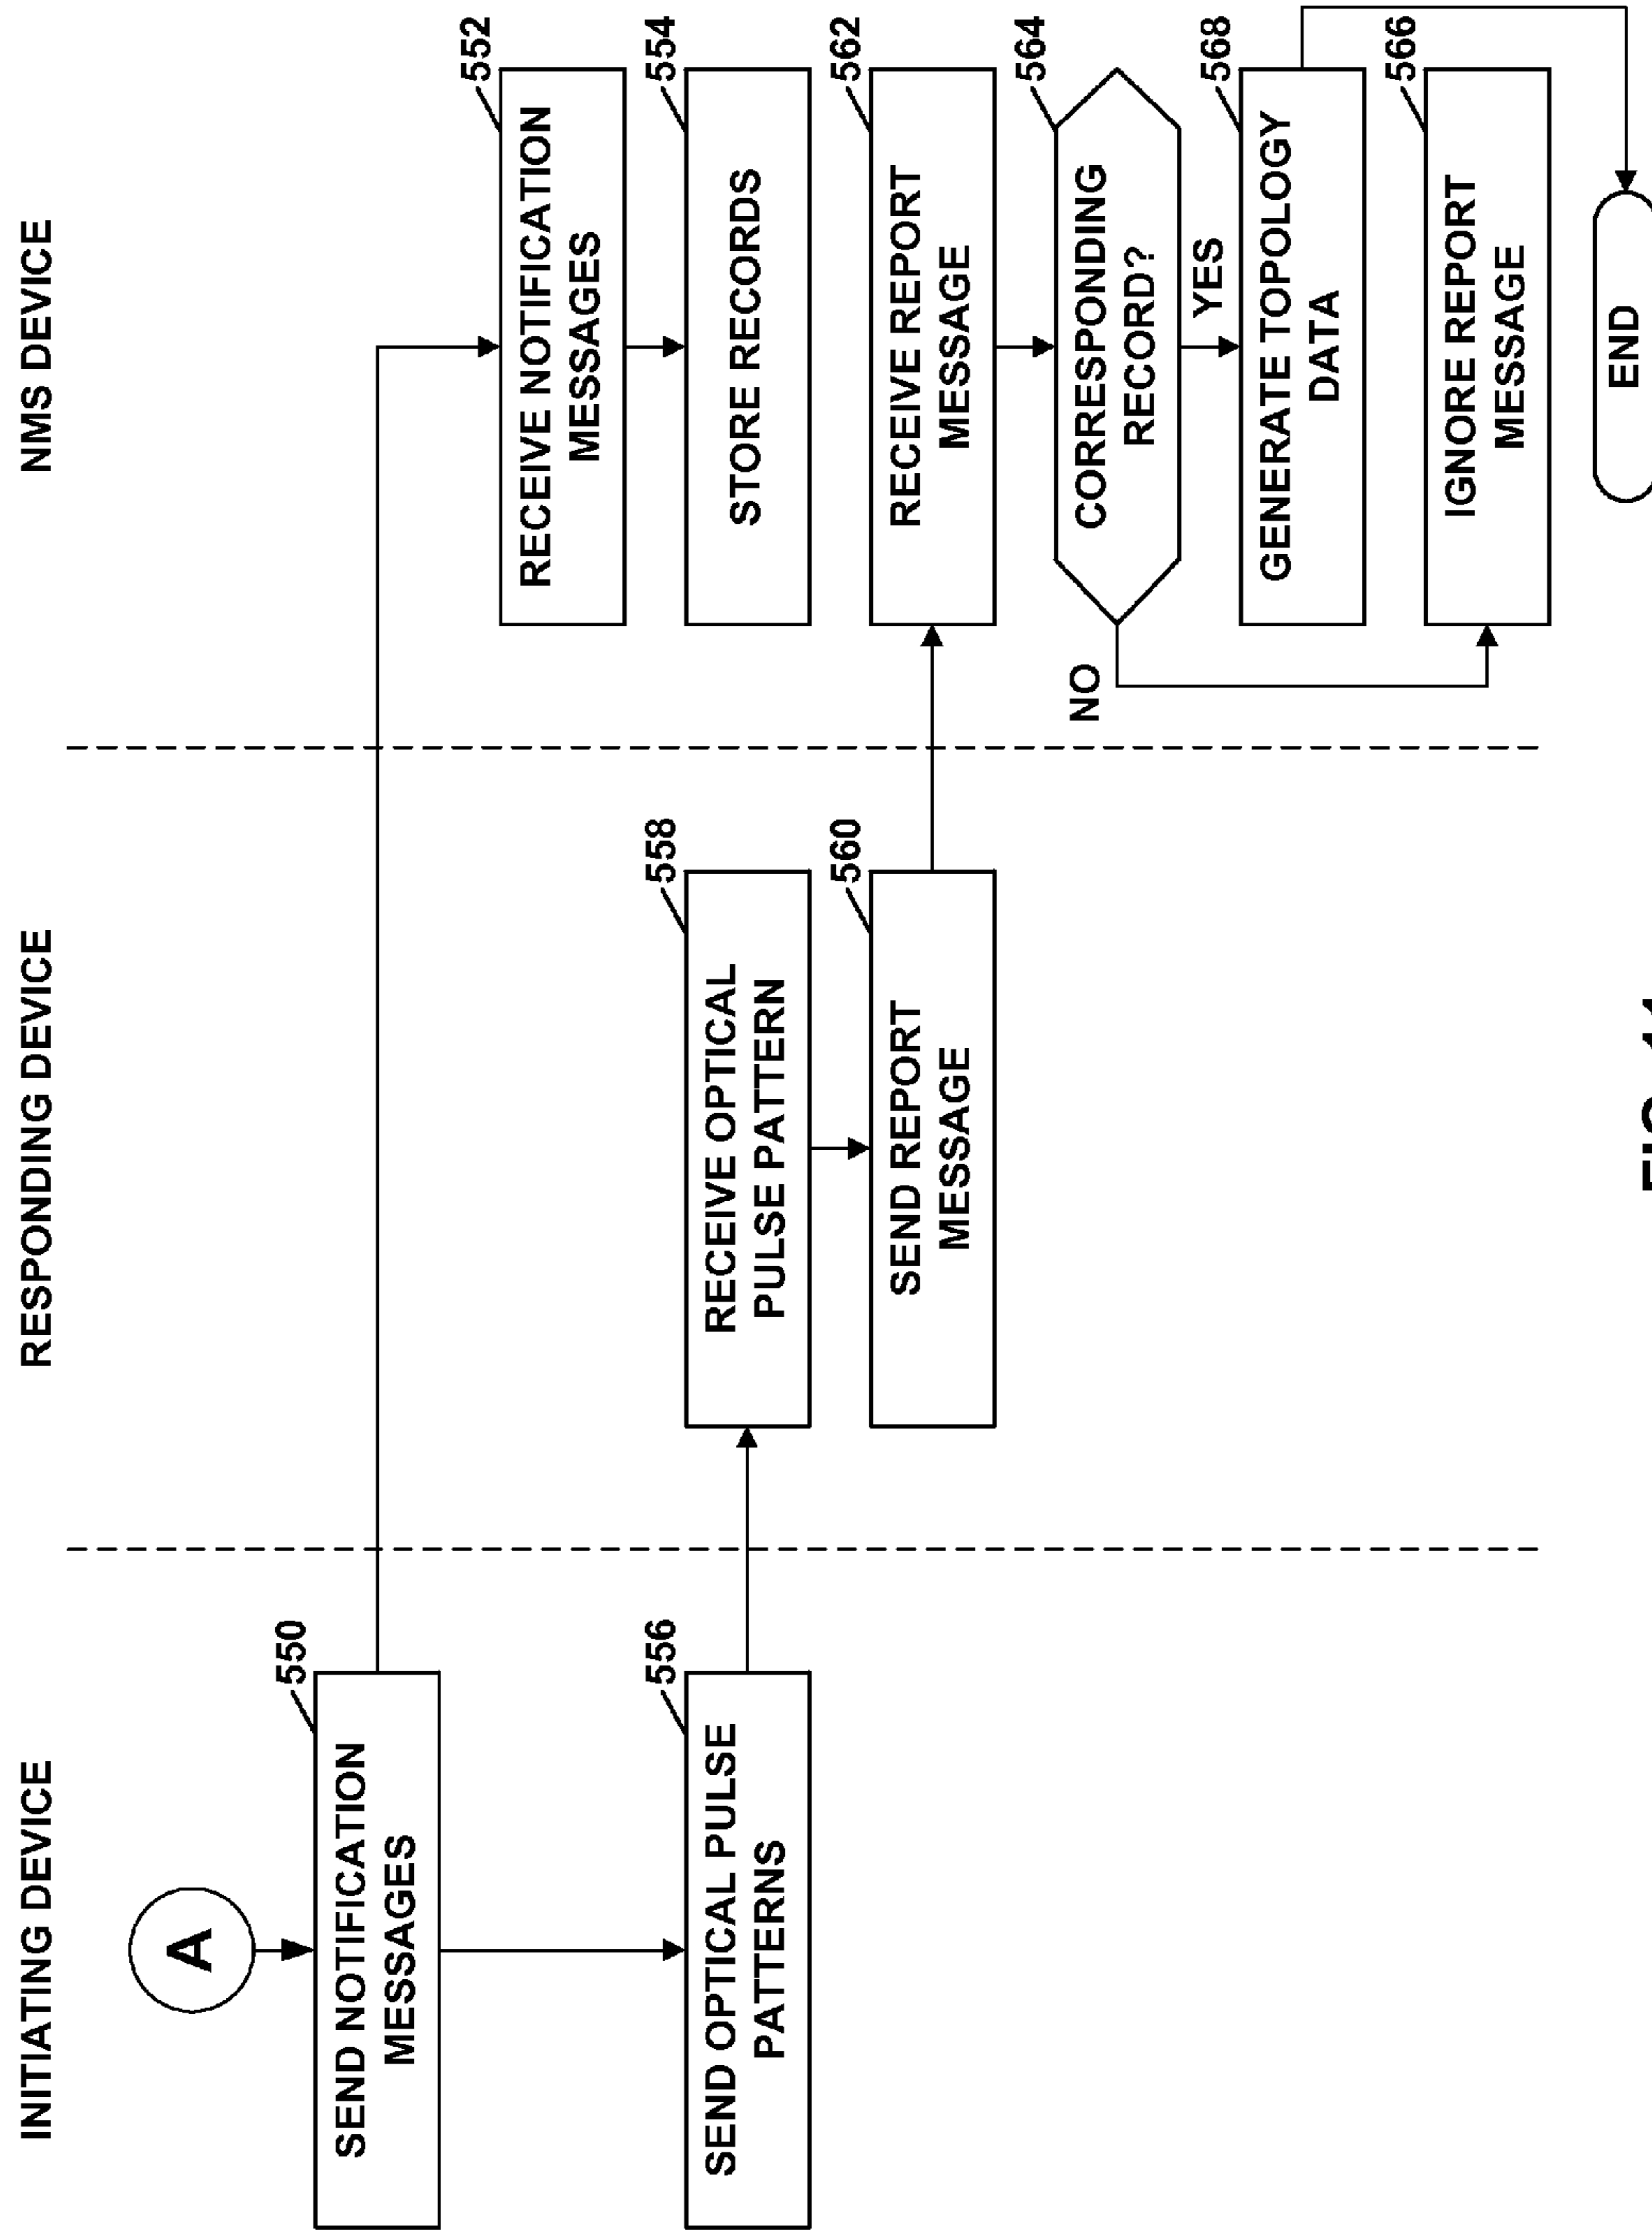 INITIATING DEVICE
RESPONDING DEVICE
NMS DEVICE
A
550
SEND NOTIFICATION
MESSAGES
552
RECEIVE NOTIFICATION
MESSAGES
554
STORE RECORDS
556
SEND OPTICAL PULSE
PATTERNS
558
RECEIVE OPTICAL
PULSE PATTERN
560
SEND REPORT
MESSAGE
562
RECEIVE REPORT
MESSAGE
564
CORRESPONDING
RECORD?
NO
YES
568
GENERATE TOPOLOGY
DATA
566
IGNORE REPORT
MESSAGE
END